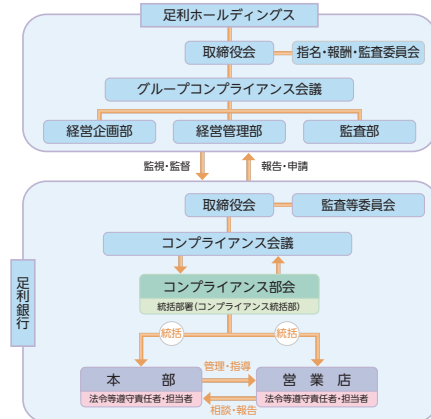 足利ホールディングス
取締役会
指名・報酬・監査委員会
グループコンプライアンス会議
経営企画部
経営管理部
監査部
監視・監督
報告・申請
足利銀行
取締役会
監査等委員会
コンプライアンス会議
コンプライアンス部会
統括部署(コンプライアンス統括部)
統括
統括
本部
法令等遵守責任者・担当者
管理・指導
相談・報告
営業店
法令等遵守責任者・担当者